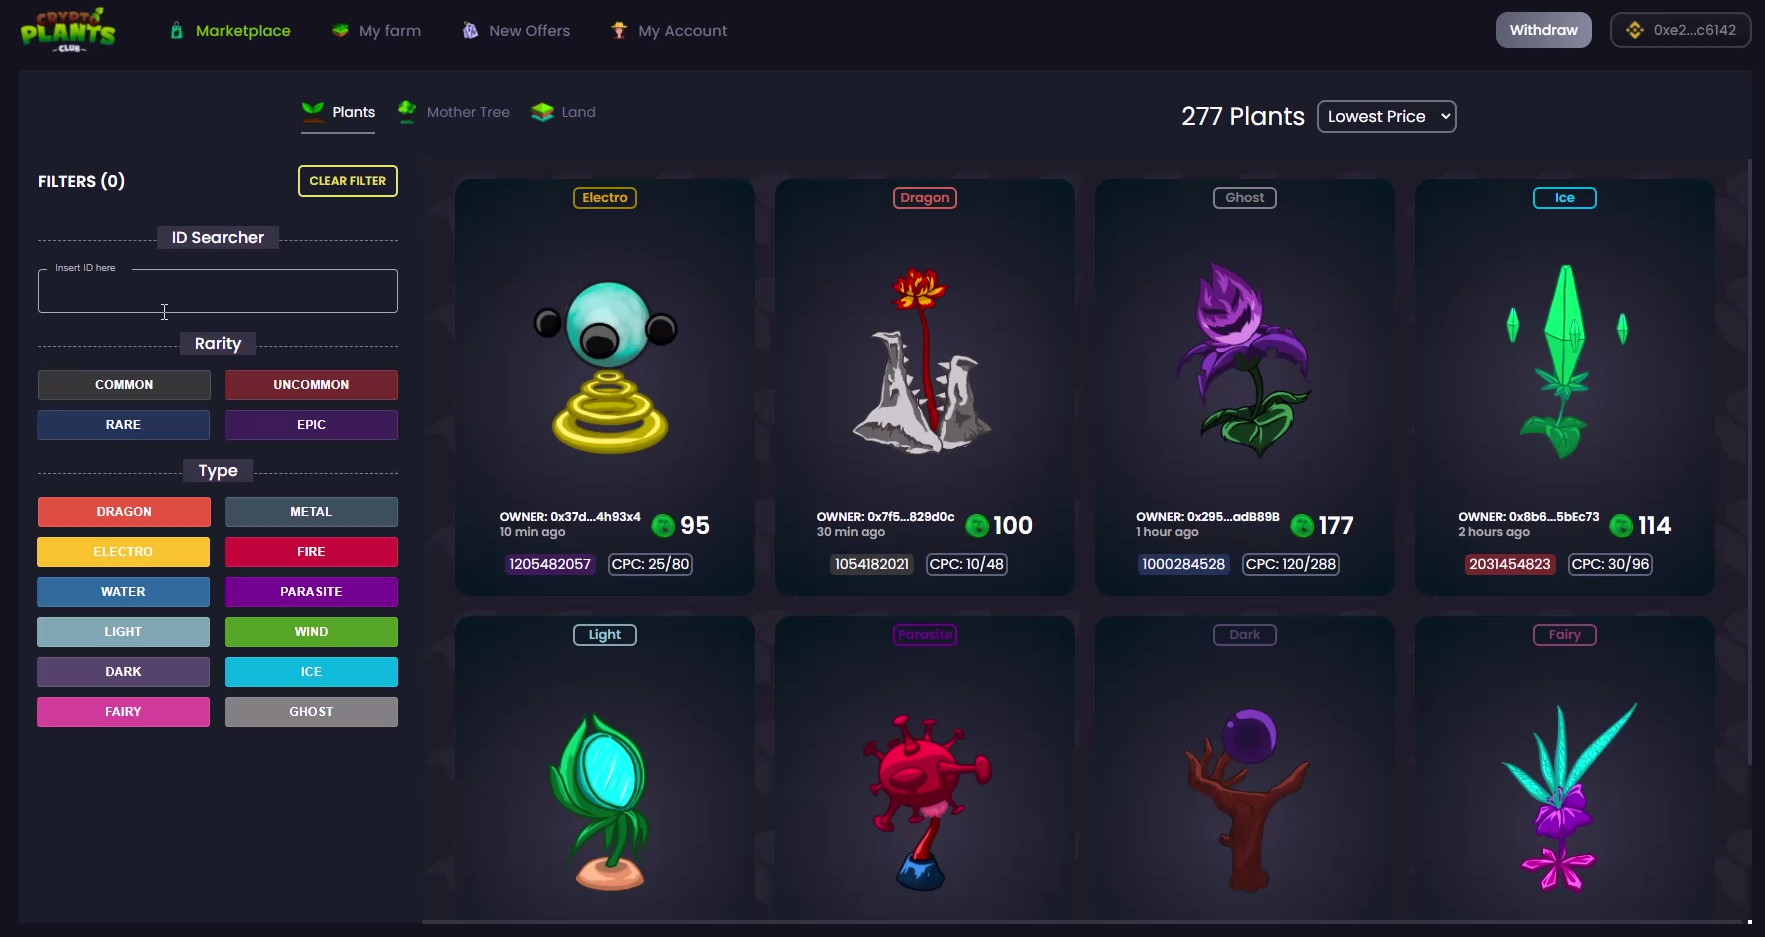 CRYPTO
PLANTS
-CLUB-
Marketplace
My farm
New Offers
My Account
Withdraw
0xe2...c6142
Plants
Mother Tree
Land
277 Plants
Lowest Price
FILTERS (0)
CLEAR FILTER
ID Searcher
Insert ID here
Rarity
COMMON
UNCOMMON
RARE
EPIC
Type
DRAGON
METAL
ELECTRO
FIRE
WATER
PARASITE
LIGHT
WIND
DARK
ICE
FAIRY
GHOST
Electro
OWNER: 0x37d...4h93x4
10 min ago
95
1205482057
CPC: 25/80
Dragon
OWNER: 0x7f5...829d0c
30 min ago
100
1054182021
CPC: 10/48
Ghost
OWNER: 0x295...adB89B
1 hour ago
177
1000284528
CPC: 120/288
Ice
OWNER: 0x8b6...5bEc73
2 hours ago
114
2031454823
CPC: 30/96
Light
Parasite
Dark
Fairy